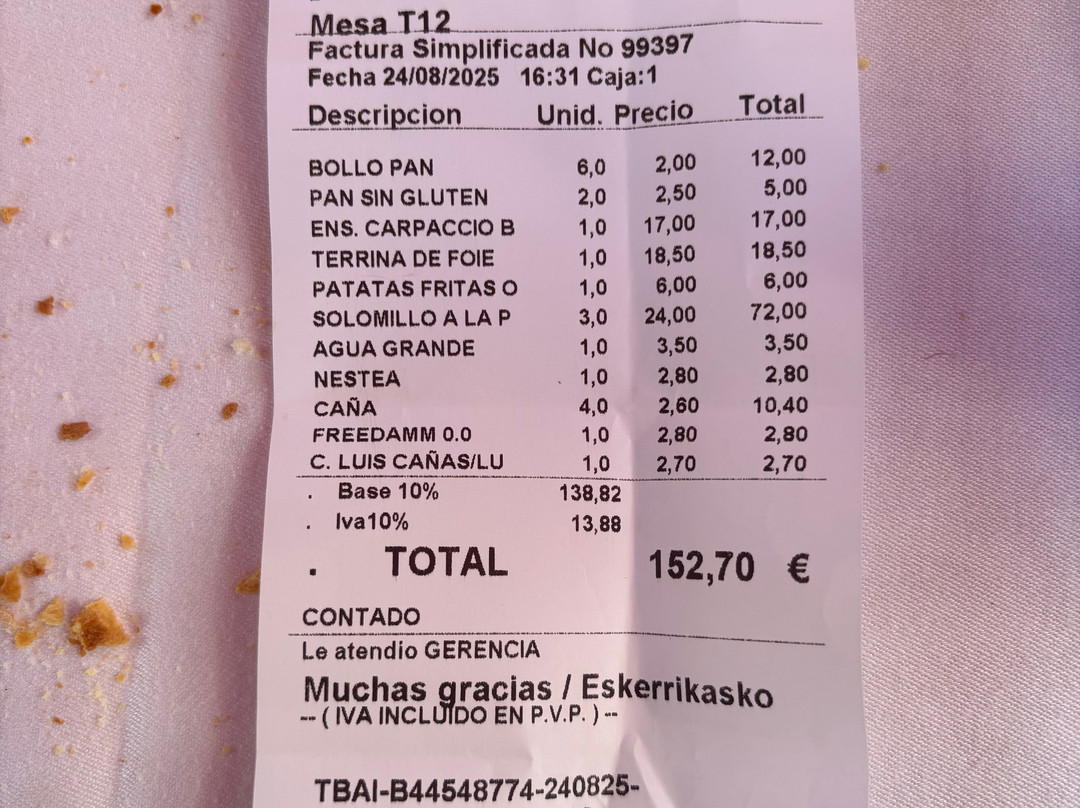 Mesa T12
Factura Simplificada No 99397
Fecha 24/08/2025 16:31 Caja:1
Descripcion Unid. Precio Total
BOLLO PAN 6,0 2,00 12,00
PAN SIN GLUTEN 2,0 2,50 5,00
ENS. CARPACCIO B 1,0 17,00 17,00
TERRINA DE FOIE 1,0 18,50 18,50
PATATAS FRITAS O 1,0 6,00 6,00
SOLOMILLO A LA P 3,0 24,00 72,00
AGUA GRANDE 1,0 3,50 3,50
NESTEA 1,0 2,80 2,80
CAÑA 4,0 2,60 10,40
FREEDAMM 0.0 1,0 2,80 2,80
C. LUIS CAÑAS/LU 1,0 2,70 2,70
. Base 10% 138,82
. Iva10% 13,88
. TOTAL 152,70 €
CONTADO
Le atendio GERENCIA
Muchas gracias / Eskerrikasko
-- ( IVA INCLUÍDO EN P.V.P. ) --
TBAI-B44548774-240825-